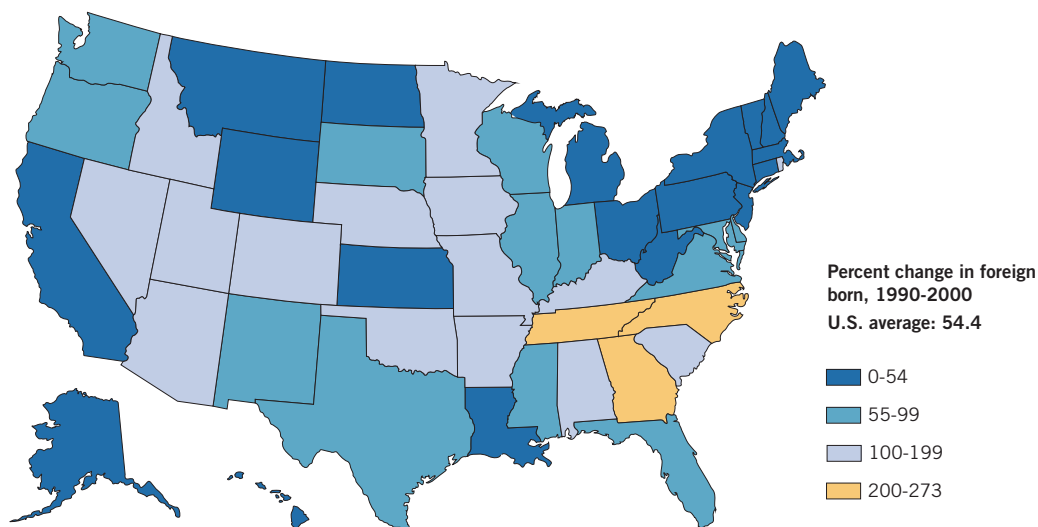 Percent change in foreign
born, 1990-2000
U.S. average: 54.4
0-54
55-99
100-199
200-273